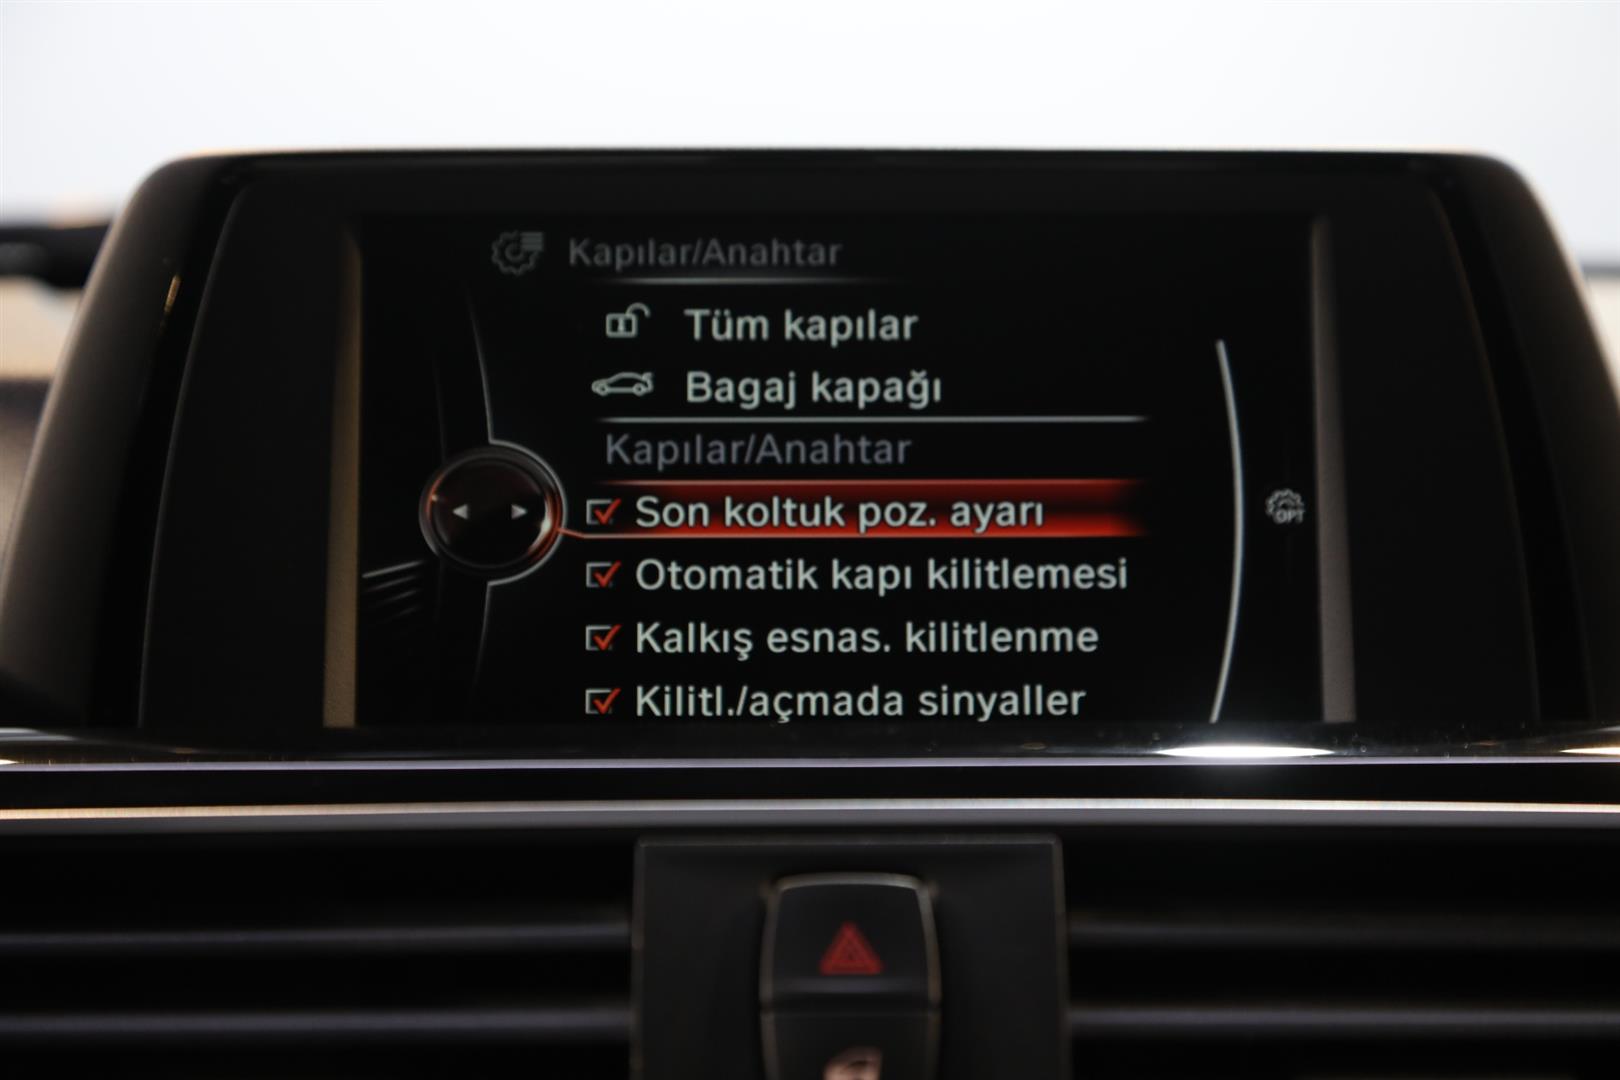 Kapılar/Anahtar
Tüm kapılar
Bagaj kapağı
Kapılar/Anahtar
Son koltuk poz. ayarı
OPT
Otomatik kapı kilitlemesi
Kalkış esnas. kilitlenme
Kilitl./açmada sinyaller